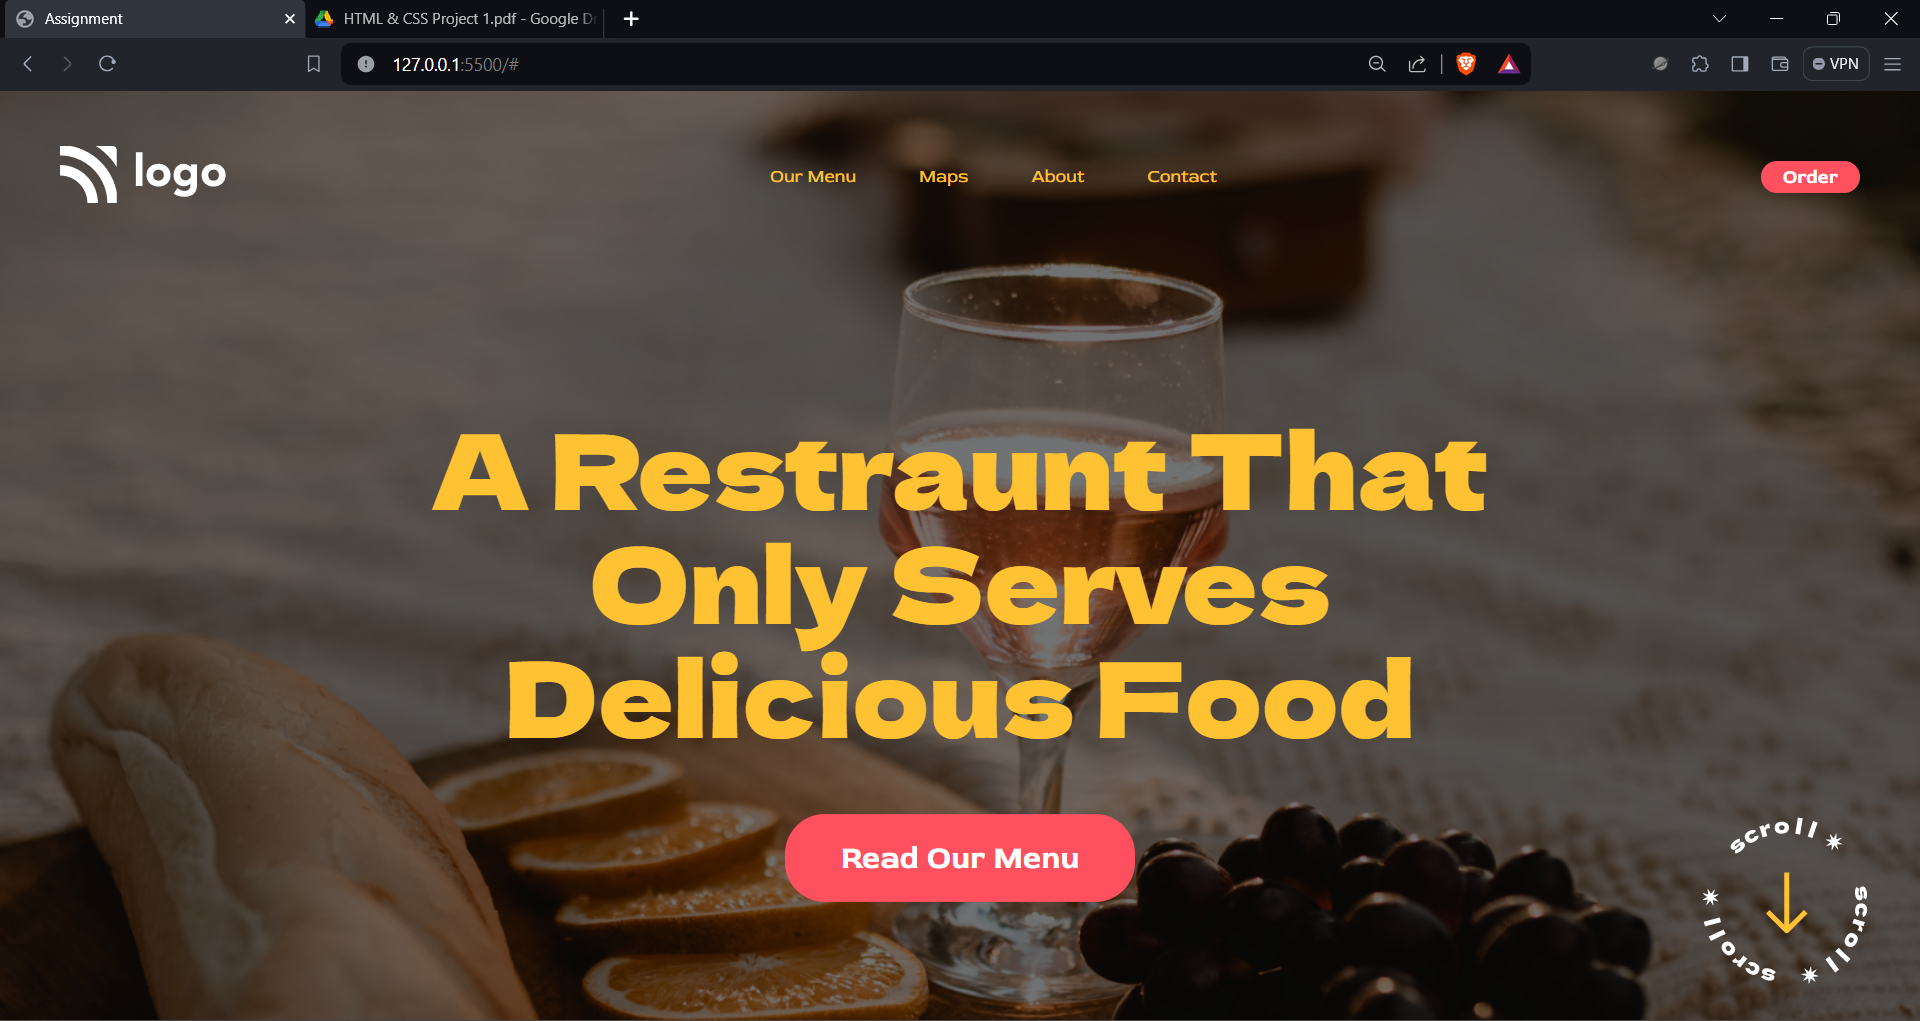 Assignment
HTML & CSS Project 1.pdf - Google Dr
127.0.0.1:5500/#
VPN
logo
Our Menu Maps About Contact
Order
A Restraunt That
Only Serves
Delicious Food
Read Our Menu
scroll ✷ scroll ✷ scroll ✷